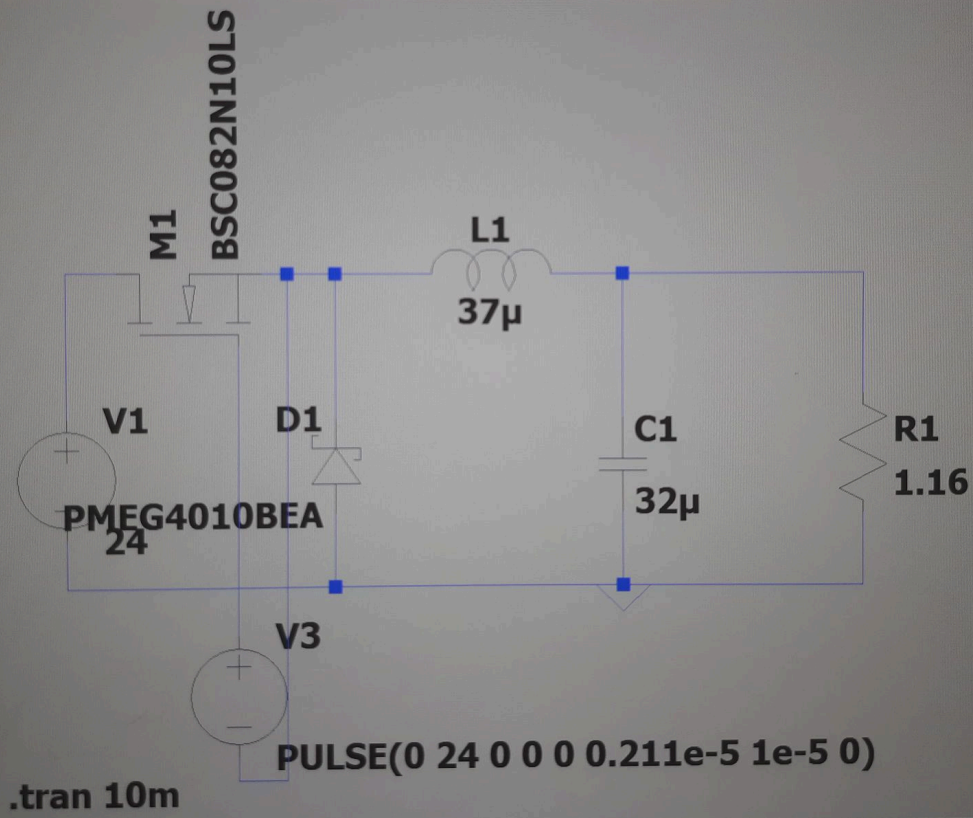 M1
BSC082N10LS
L1
37µ
V1
24
D1
PMEG4010BEA
C1
32µ
R1
1.16
V3
PULSE(0 24 0 0 0 0.211e-5 1e-5 0)
.tran 10m